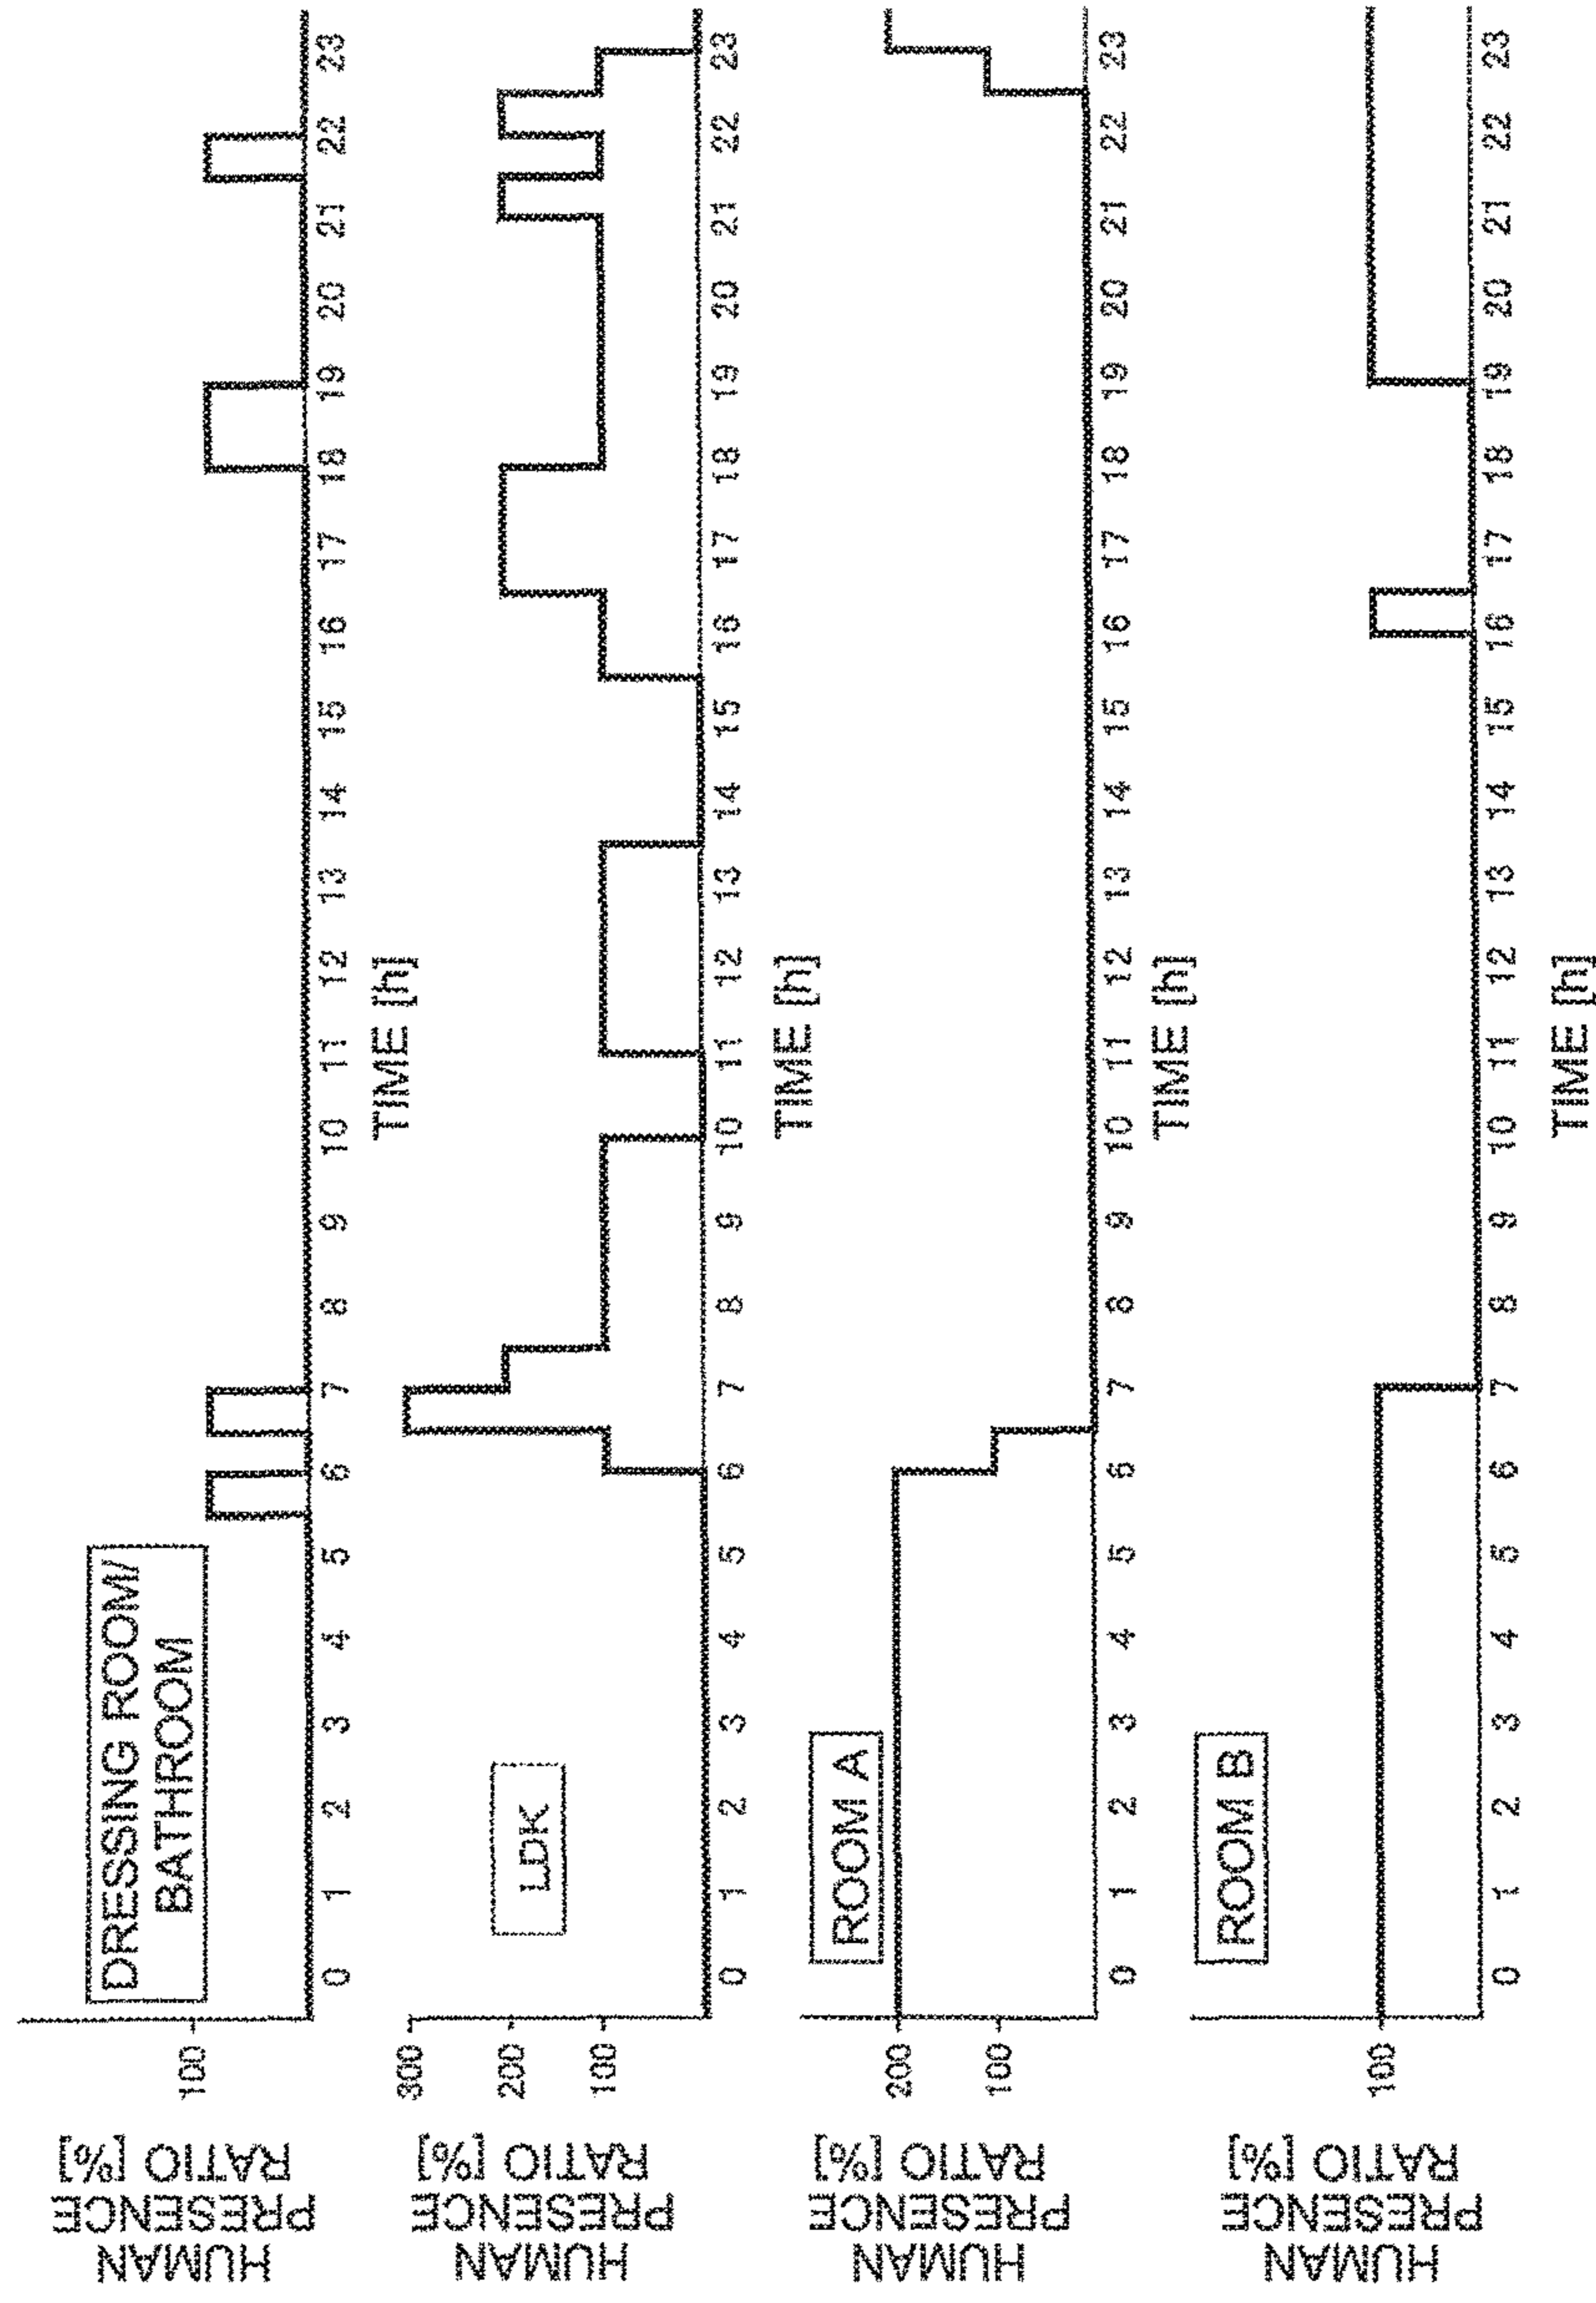 HUMAN
PRESENCE
RATIO [%]
100
DRESSING ROOM/
BATHROOM
0 1 2 3 4 5 6 7 8 9 10 11 12 13 14 15 16 17 18 19 20 21 22 23
TIME [h]
HUMAN
PRESENCE
RATIO [%]
300
200
100
LDK
0 1 2 3 4 5 6 7 8 9 10 11 12 13 14 15 16 17 18 19 20 21 22 23
TIME [h]
HUMAN
PRESENCE
RATIO [%]
200
100
ROOM A
0 1 2 3 4 5 6 7 8 9 10 11 12 13 14 15 16 17 18 19 20 21 22 23
TIME [h]
HUMAN
PRESENCE
RATIO [%]
100
ROOM B
0 1 2 3 4 5 6 7 8 9 10 11 12 13 14 15 16 17 18 19 20 21 22 23
TIME [h]